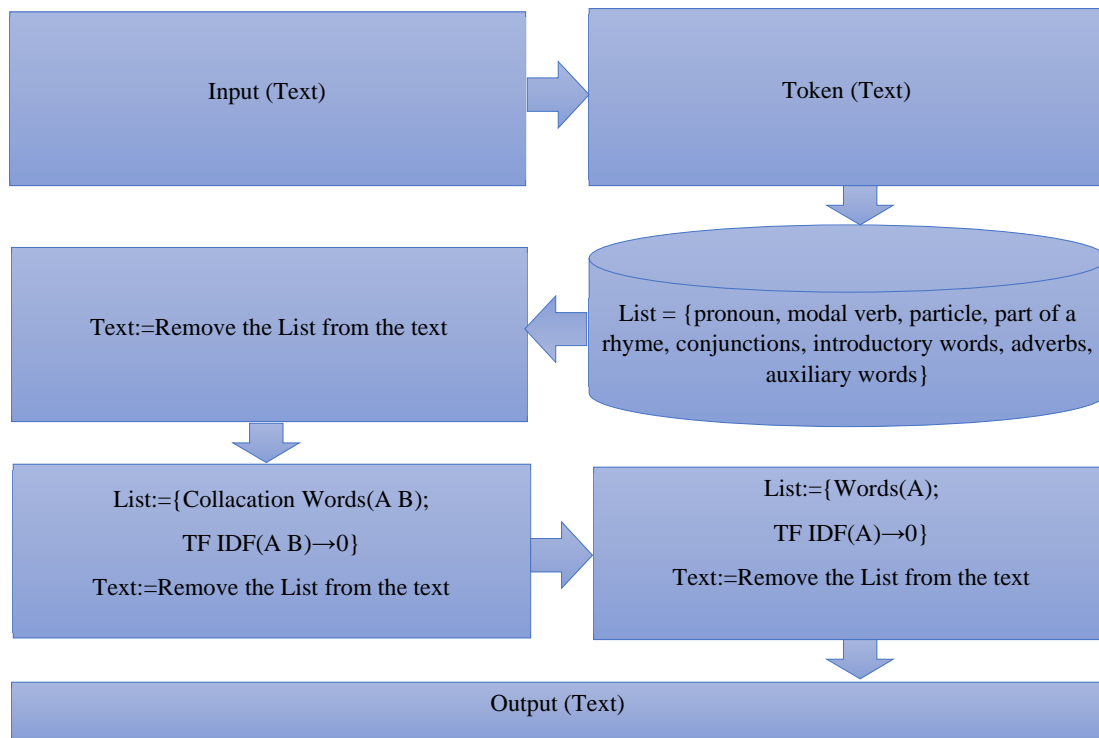 Input (Text)
Token (Text)
List = {pronoun, modal verb, particle, part of a
rhyme, conjunctions, introductory words, adverbs,
auxiliary words}
Text:=Remove the List from the text
List:={Collacation Words(A B);
TF IDF(A B)→0}
Text:=Remove the List from the text
List:={Words(A);
TF IDF(A)→0}
Text:=Remove the List from the text
Output (Text)